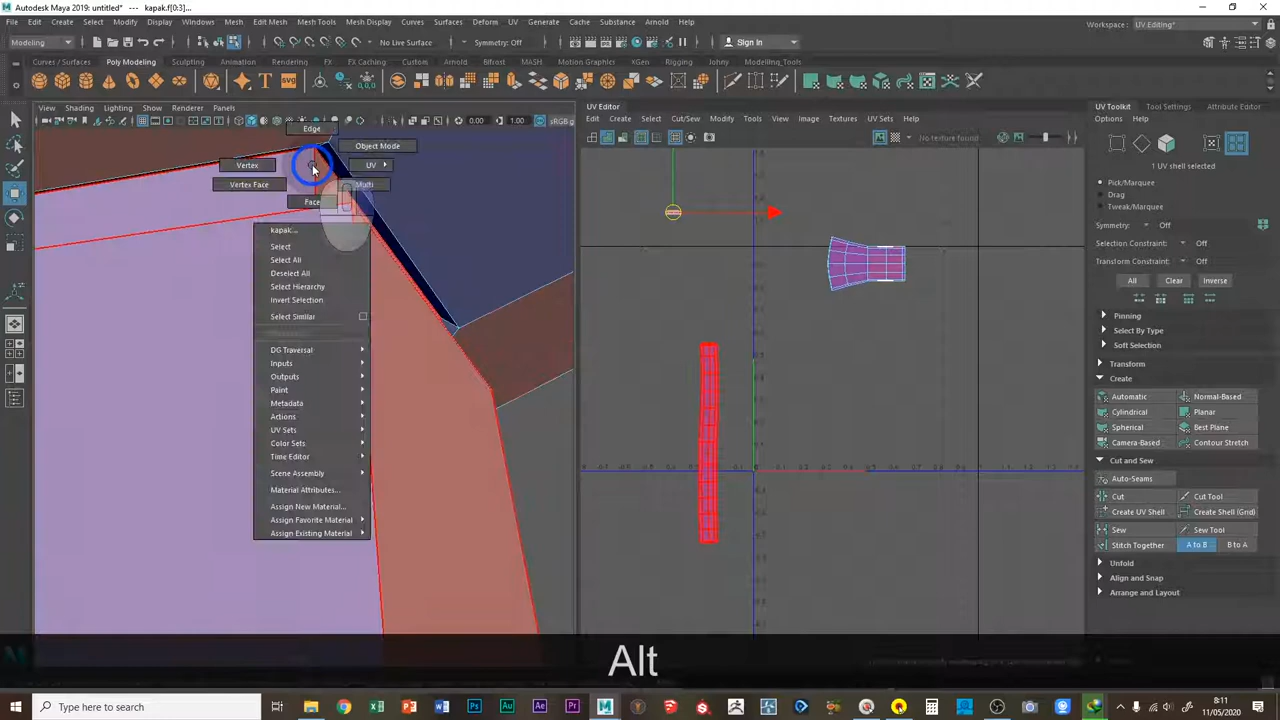 Autodesk Maya 2019: untitled*   ---   kapak.f[0:3]...
File Edit Create Select Modify Display Windows Mesh Edit Mesh Mesh Tools Mesh Display Curves Surfaces Deform UV Generate Cache Substance Arnold Help
Workspace: UV Editing*
Modeling No Live Surface Symmetry: Off Sign In
Curves / Surfaces Poly Modeling Sculpting Animation Rendering FX FX Caching Custom Arnold Bifrost MASH Motion Graphics XGen Rigging Johny Modelling_Tools
View Shading Lighting Show Renderer Panels
UV Editor
UV Toolkit Tool Settings Attribute Editor
Edit Create Select Cut/Sew Modify Tools View Image Textures UV Sets Help
Options Help
0.00 1.00 sRGB g
No texture found
Edge
Object Mode
Vertex UV
Vertex Face Multi
Face
kapak...
Select
Select All
Deselect All
Select Hierarchy
Invert Selection
Select Similar
DG Traversal
Inputs
Outputs
Paint
Metadata
Actions
UV Sets
Color Sets
Time Editor
Scene Assembly
Material Attributes...
Assign New Material...
Assign Favorite Material
Assign Existing Material
1 UV shell selected
Pick/Marquee
Drag
Tweak/Marquee
Symmetry: Off
Selection Constraint: Off
Transform Constraint: Off
All Clear Inverse
Pinning
Select By Type
Soft Selection
Transform
Create
Automatic Normal-Based
Cylindrical Planar
Spherical Best Plane
Camera-Based Contour Stretch
Cut and Sew
Auto-Seams
Cut Cut Tool
Create UV Shell Create Shell (Grid)
Sew Sew Tool
Stitch Together A to B B to A
Unfold
Align and Snap
Arrange and Layout
Alt
Type here to search
8:11
11/05/2020